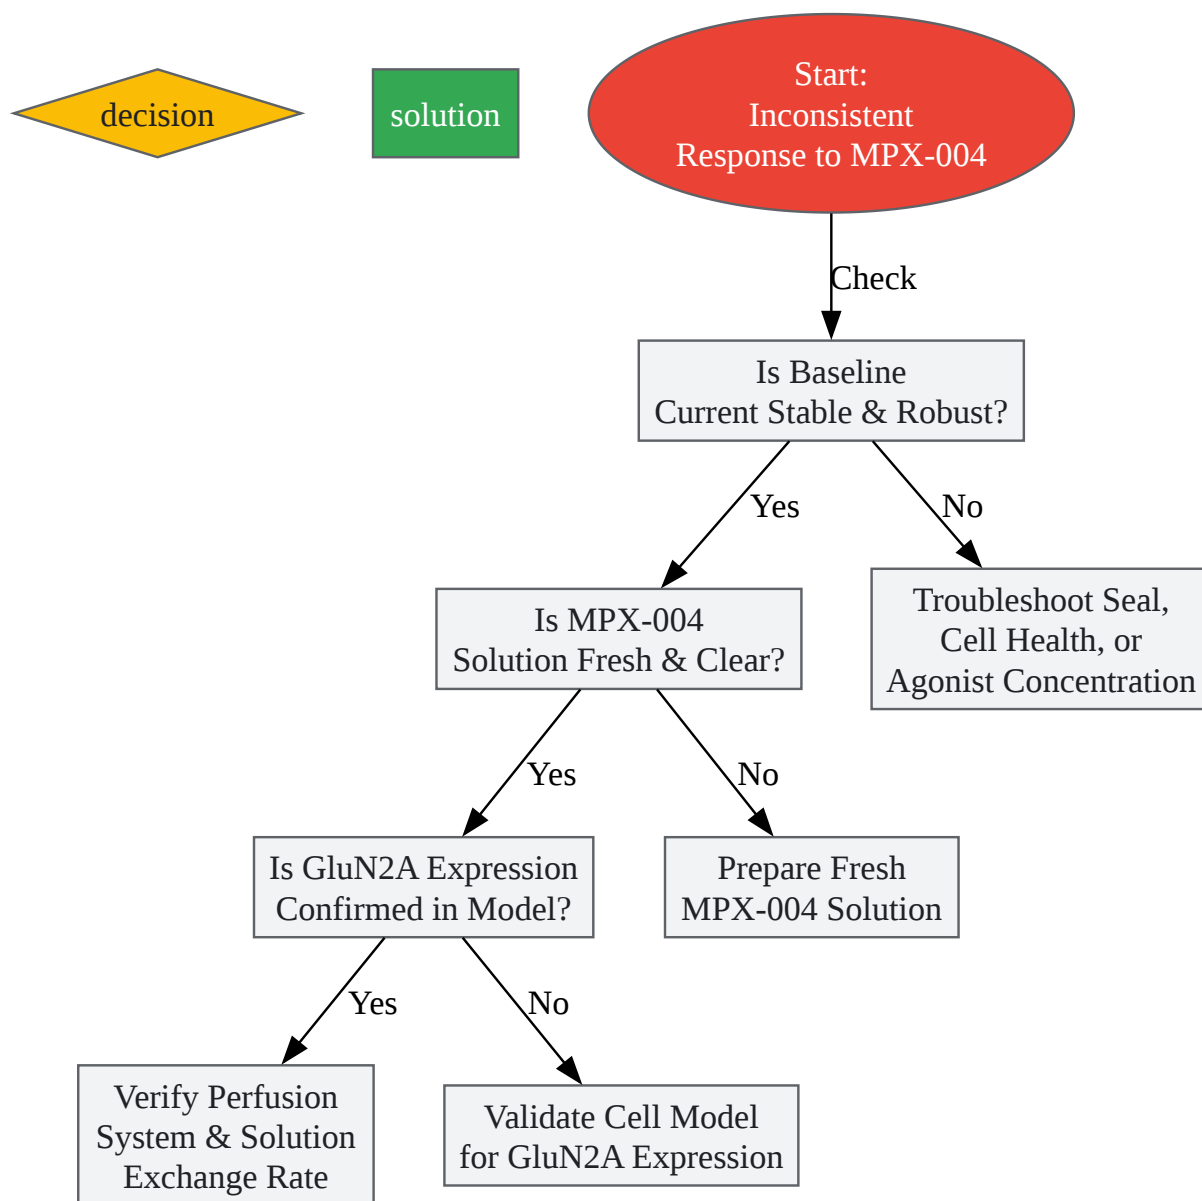 decision
solution
Start:
Inconsistent
Response to MPX-004
Check
Is Baseline
Current Stable & Robust?
Yes
No
Is MPX-004
Solution Fresh & Clear?
Troubleshoot Seal,
Cell Health, or
Agonist Concentration
Yes
No
Is GluN2A Expression
Confirmed in Model?
Prepare Fresh
MPX-004 Solution
Yes
No
Verify Perfusion
System & Solution
Exchange Rate
Validate Cell Model
for GluN2A Expression